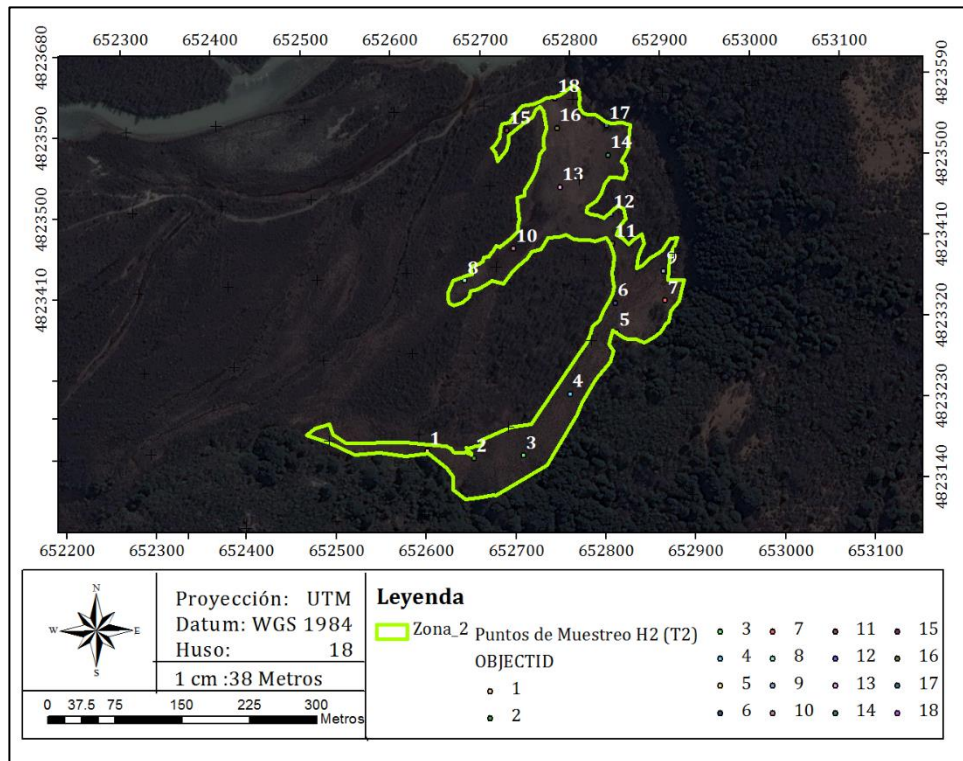 652300 652400 652500 652600 652700 652800 652900 653000 653100
4823680
4823590
4823500
4823410
4823590
4823500
4823410
4823320
4823230
4823140
18
17
16
15
14
13
12
11
10
9
8
7
6
5
4
3
2
1
652200 652300 652400 652500 652600 652700 652800 652900 653000 653100
N
W E
S
Proyección: UTM
Datum: WGS 1984
Huso: 18
1 cm :38 Metros
0 37.5 75 150 225 300
Metros
Leyenda
Zona_2
Puntos de Muestreo H2 (T2)
OBJECTID
1
2
3 7 11 15
4 8 12 16
5 9 13 17
6 10 14 18